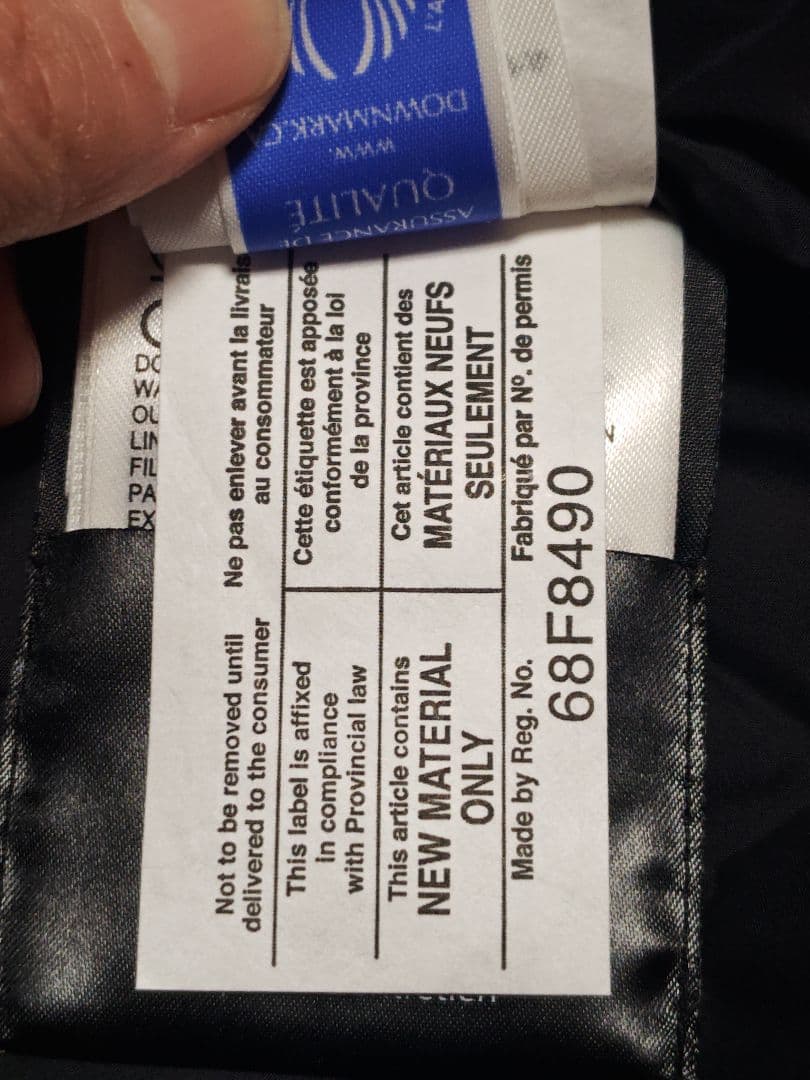 ASSURANCE DE
QUALITÉ
WWW.
DOWNMARK.CA
Not to be removed until
delivered to the consumer
Ne pas enlever avant la livrais
au consommateur
This label is affixed
in compliance
with Provincial law
Cette étiquette est apposée
conformément à la loi
de la province
This article contains
NEW MATERIAL
ONLY
Cet article contient des
MATÉRIAUX NEUFS
SEULEMENT
Made by Reg. No.
Fabriqué par Nº. de permis
68F8490